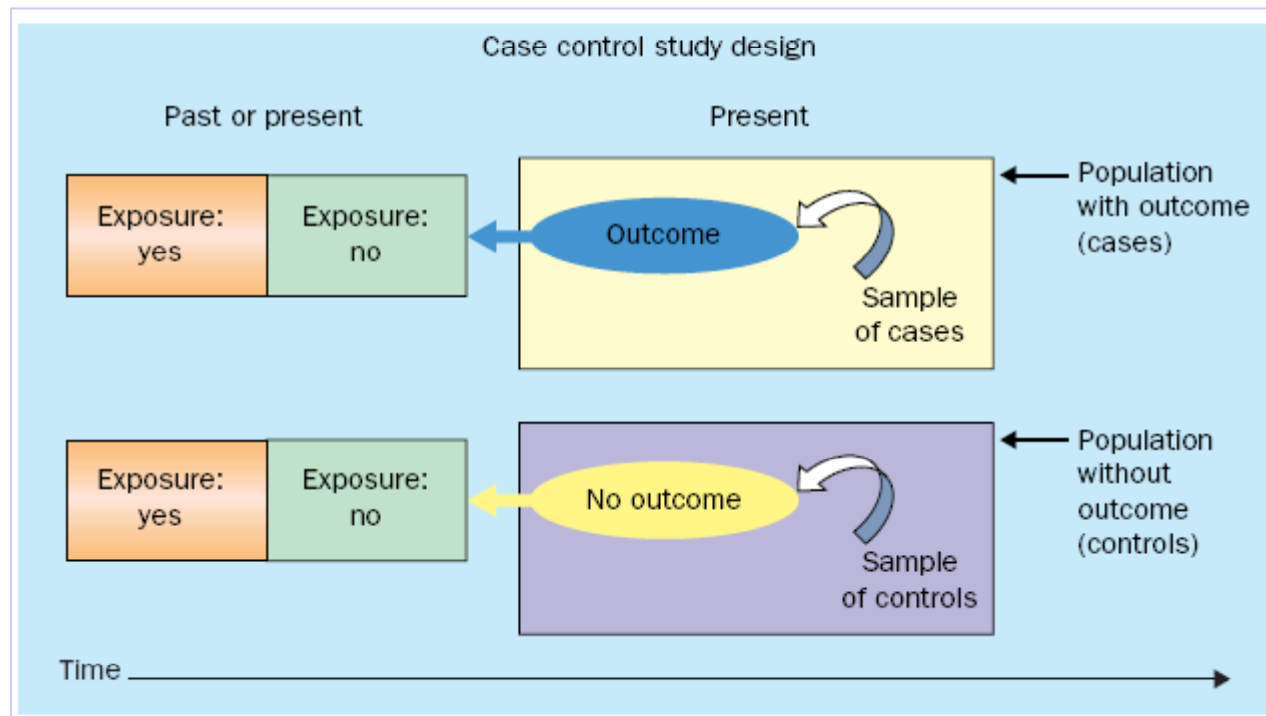 Case control study design
Past or present
Present
Exposure:
yes
Exposure:
no
Outcome
Sample
of cases
Population
with outcome
(cases)
Exposure:
yes
Exposure:
no
No outcome
Sample
of controls
Population
without
outcome
(controls)
Time